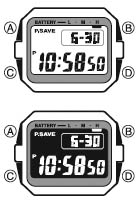 BATTERY L - M - H
A B
P.SAVE
6-30
P
10:58 50
C D
BATTERY L - M - H
A B
P.SAVE
6-30
P
10:58 50
C D